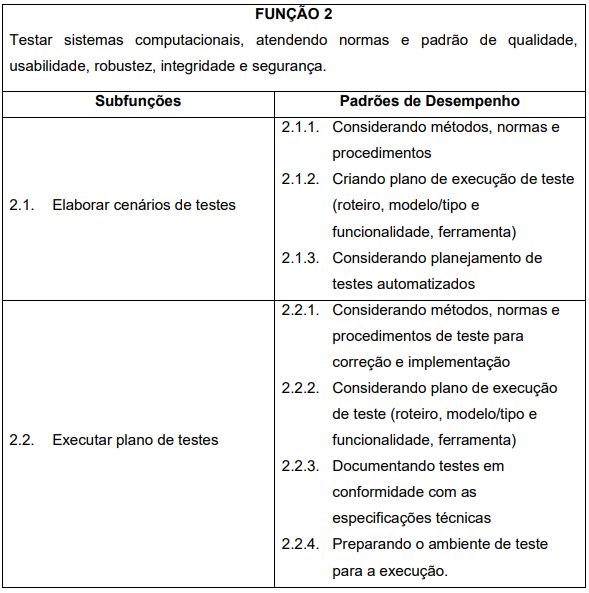 FUNÇÃO 2
Testar sistemas computacionais, atendendo normas e padrão de qualidade,
usabilidade, robustez, integridade e segurança.
Subfunções
Padrões de Desempenho
2.1. Elaborar cenários de testes
2.1.1. Considerando métodos, normas e
procedimentos
2.1.2. Criando plano de execução de teste
(roteiro, modelo/tipo e
funcionalidade, ferramenta)
2.1.3. Considerando planejamento de
testes automatizados
2.2. Executar plano de testes
2.2.1. Considerando métodos, normas e
procedimentos de teste para
correção e implementação
2.2.2. Considerando plano de execução
de teste (roteiro, modelo/tipo e
funcionalidade, ferramenta)
2.2.3. Documentando testes em
conformidade com as
especificações técnicas
2.2.4. Preparando o ambiente de teste
para a execução.